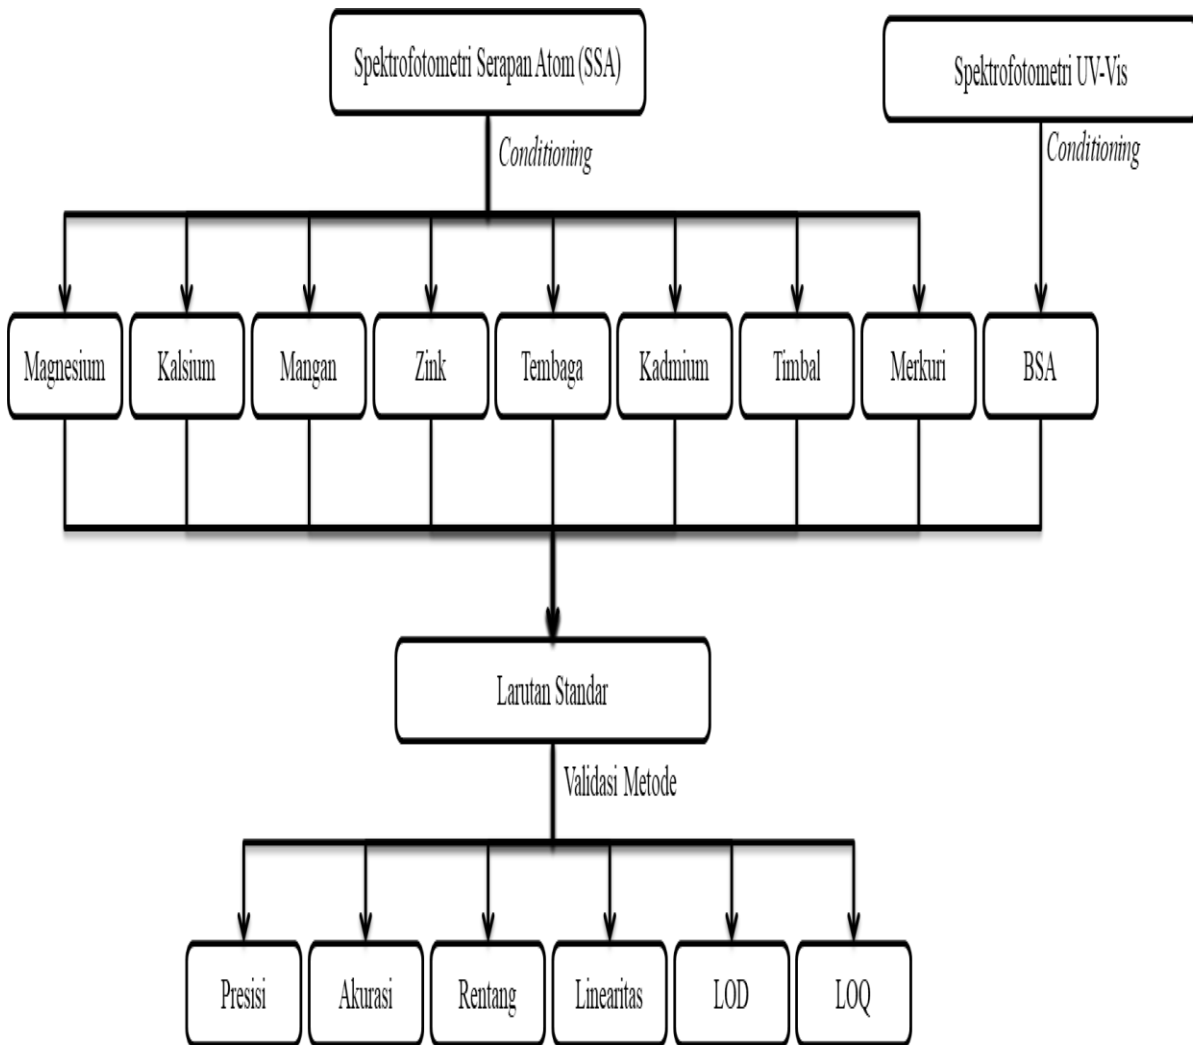 Spektrofotometri Serapan Atom (SSA)
Spektrofotometri UV-Vis
Conditioning
Conditioning
Magnesium
Kalsium
Mangan
Zink
Tembaga
Kadmium
Timbal
Merkuri
BSA
Larutan Standar
Validasi Metode
Presisi
Akurasi
Rentang
Linearitas
LOD
LOQ